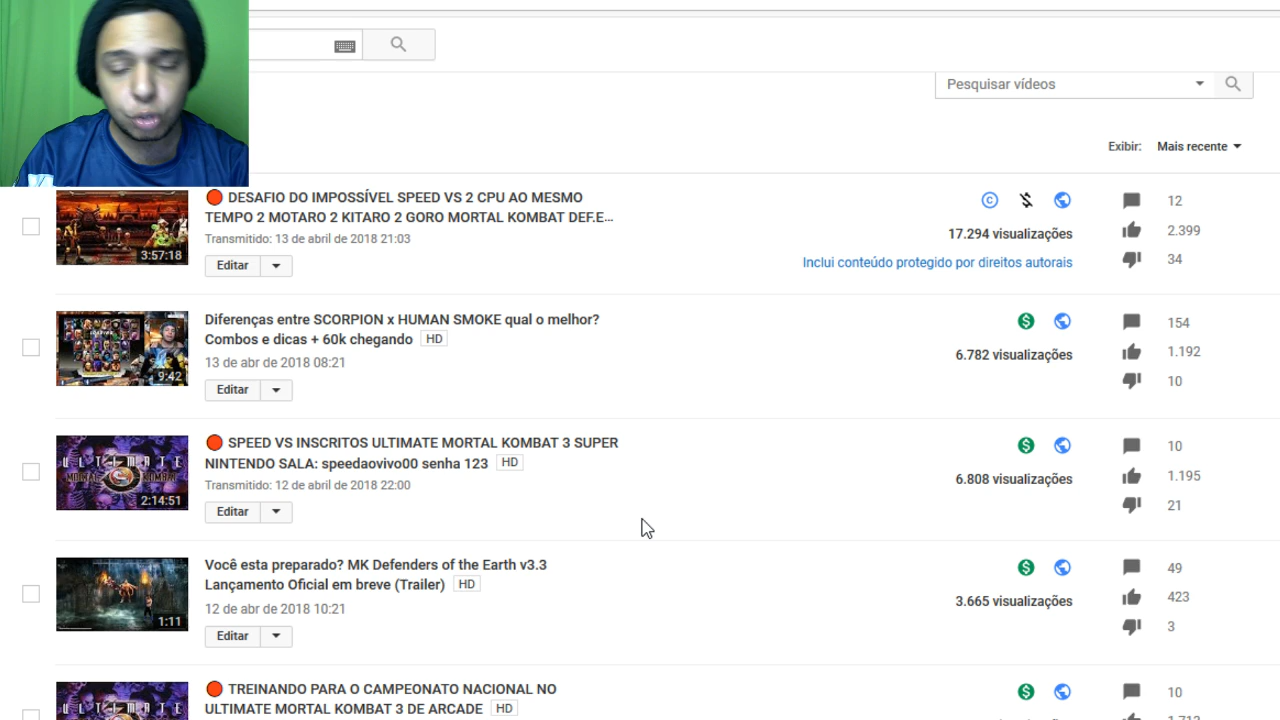 Pesquisar vídeos
Exibir: Mais recente
DESAFIO DO IMPOSSÍVEL SPEED VS 2 CPU AO MESMO
TEMPO 2 MOTARO 2 KITARO 2 GORO MORTAL KOMBAT DEF.E...
Transmitido: 13 de abril de 2018 21:03
Editar
3:57:18
17.294 visualizações
Inclui conteúdo protegido por direitos autorais
12
2.399
34
Diferenças entre SCORPION x HUMAN SMOKE qual o melhor?
Combos e dicas + 60k chegando HD
13 de abr de 2018 08:21
Editar
9:42
6.782 visualizações
154
1.192
10
SPEED VS INSCRITOS ULTIMATE MORTAL KOMBAT 3 SUPER
NINTENDO SALA: speedaovivo00 senha 123 HD
Transmitido: 12 de abril de 2018 22:00
Editar
ULTIMATE
MORTAL KOMBAT
2:14:51
6.808 visualizações
10
1.195
21
Você esta preparado? MK Defenders of the Earth v3.3
Lançamento Oficial em breve (Trailer) HD
12 de abr de 2018 10:21
Editar
1:11
3.665 visualizações
49
423
3
TREINANDO PARA O CAMPEONATO NACIONAL NO
ULTIMATE MORTAL KOMBAT 3 DE ARCADE HD
ULTIMATE
10